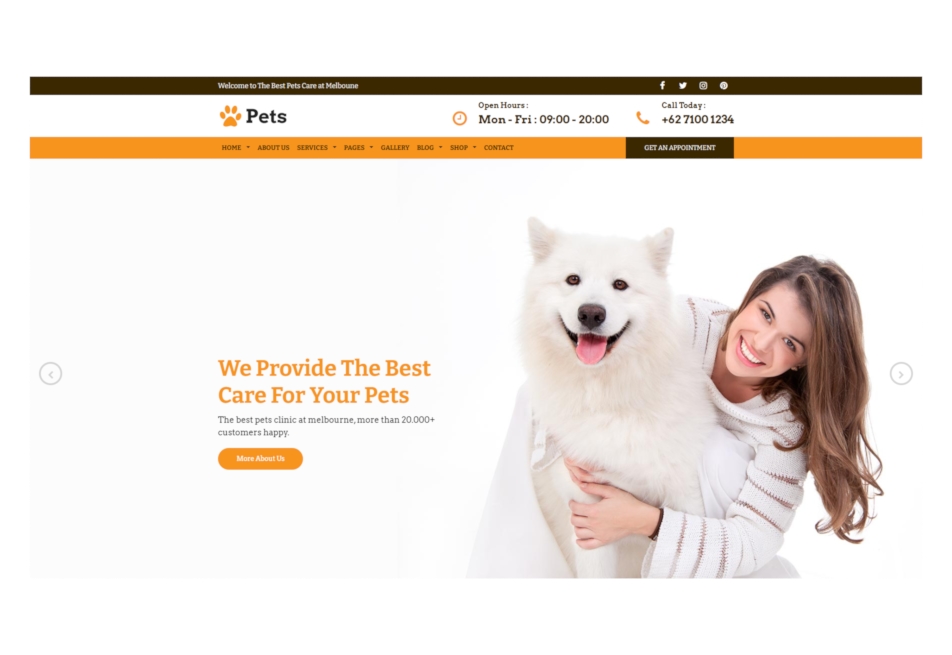 Welcome to The Best Pets Care at Melboune
Pets
Open Hours :
Mon - Fri : 09:00 - 20:00
Call Today :
+62 7100 1234
HOME ABOUT US SERVICES PAGES GALLERY BLOG SHOP CONTACT
GET AN APPOINTMENT
We Provide The Best
Care For Your Pets
The best pets clinic at melbourne, more than 20.000+
customers happy.
More About Us